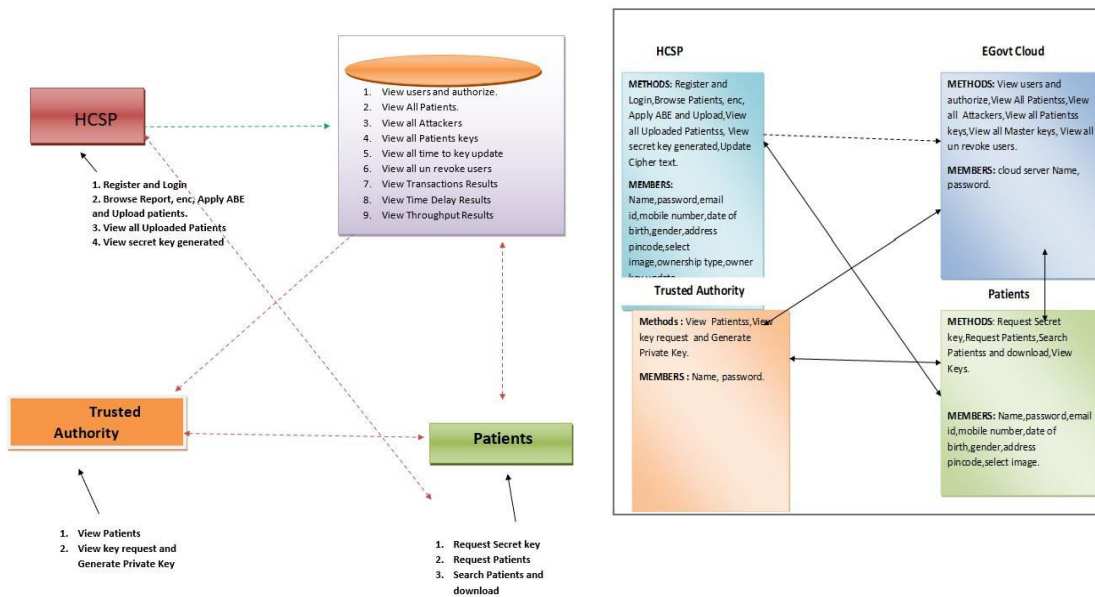 HCSP
1. Register and Login
2. Browse Report, enc, Apply ABE
and Upload patients.
3. View all Uploaded Patients
4. View secret key generated
1. View users and authorize.
2. View All Patients.
3. View all Attackers
4. View all Patients keys
5. View all time to key update
6. View all un revoke users
7. View Transactions Results
8. View Time Delay Results
9. View Throughput Results
Trusted
Authority
1. View Patients
2. View key request and
Generate Private Key
Patients
1. Request Secret key
2. Request Patients
3. Search Patients and
download
HCSP
METHODS: Register and
Login,Browse Patients, enc,
Apply ABE and Upload,View
all Uploaded Patientss, View
secret key generated,Update
Cipher text.
MEMBERS:
Name,password,email
id,mobile number,date of
birth,gender,address
pincode,select
image,ownership type,owner
key update
EGovt Cloud
METHODS: View users and
authorize,View All Patientss,View
all Attackers,View all Patientss
keys,View all Master keys, View all
un revoke users.
MEMBERS: cloud server Name,
password.
Trusted Authority
Methods : View Patientss,View
key request and Generate
Private Key.
MEMBERS : Name, password.
Patients
METHODS: Request Secret
key,Request Patients,Search
Patientss and download,View
Keys.
MEMBERS: Name,password,email
id,mobile number,date of
birth,gender,address
pincode,select image.